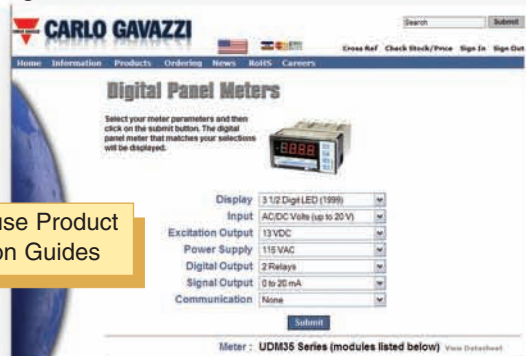 CARLO GAVAZZI
Search Submit
Cross Ref Check Stock/Price Sign In Sign Out
Home Information Products Ordering News RoHS Careers
Digital Panel Meters
Select your meter parameters and then
click on the submit button. The digital
panel meter that matches your selections
will be displayed.
8888
Display 3 1/2 Digit LED (1999)
Input AC/DC Volts (up to 20 V)
Excitation Output 13 VDC
Power Supply 115 VAC
Digital Output 2 Relays
Signal Output 0 to 20 mA
Communication None
Submit
use Product
on Guides
Meter : UDM35 Series (modules listed below) View Datasheet